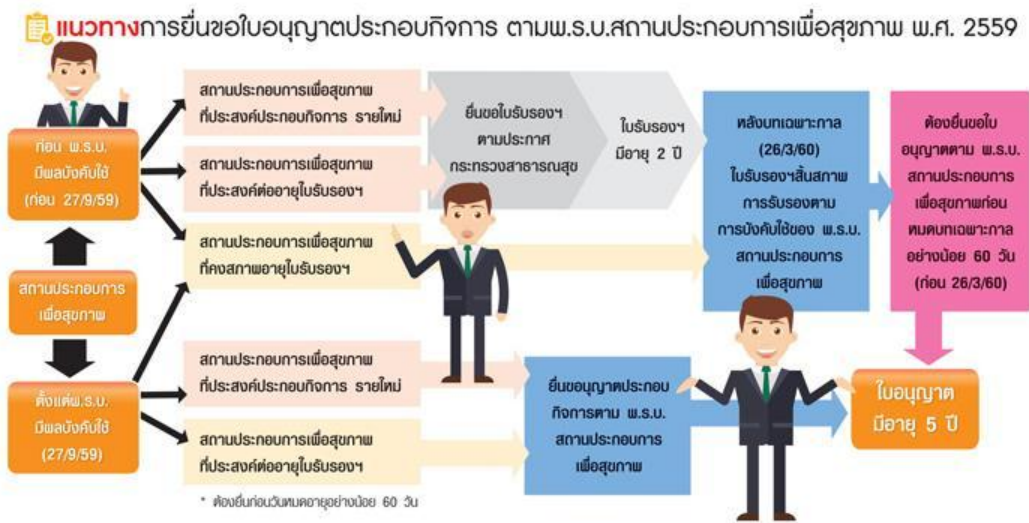 แนวทางการยื่นขอใบอนุญาตประกอบกิจการ ตามพ.ร.บ.สถานประกอบการเพื่อสุขภาพ พ.ศ. 2559
ก่อน พ.ร.บ.
มีผลบังคับใช้
(ก่อน 27/9/59)
สถานประกอบการ
เพื่อสุขภาพ
ตั้งแต่พ.ร.บ.
มีผลบังคับใช้
(27/9/59)
สถานประกอบการเพื่อสุขภาพ
ที่ประสงค์ประกอบกิจการ รายใหม่
สถานประกอบการเพื่อสุขภาพ
ที่ประสงค์ต่ออายุใบรับรองฯ
สถานประกอบการเพื่อสุขภาพ
ที่คงสภาพอายุใบรับรองฯ
สถานประกอบการเพื่อสุขภาพ
ที่ประสงค์ประกอบกิจการ รายใหม่
สถานประกอบการเพื่อสุขภาพ
ที่ประสงค์ต่ออายุใบรับรองฯ
* ต้องยื่นก่อนวันหมดอายุอย่างน้อย 60 วัน
ยื่นขอใบรับรองฯ
ตามประกาศ
กระทรวงสาธารณสุข
ใบรับรองฯ
มีอายุ 2 ปี
หลังบทเฉพาะกาล
(26/3/60)
ใบรับรองฯสิ้นสภาพ
การรับรองตาม
การบังคับใช้ของ พ.ร.บ.
สถานประกอบการ
เพื่อสุขภาพ
ต้องยื่นขอใบ
อนุญาตตาม พ.ร.บ.
สถานประกอบการ
เพื่อสุขภาพก่อน
หมดบทเฉพาะกาล
อย่างน้อย 60 วัน
(ก่อน 26/3/60)
ยื่นขออนุญาตประกอบ
กิจการตาม พ.ร.บ.
สถานประกอบการ
เพื่อสุขภาพ
ใบอนุญาต
มีอายุ 5 ปี